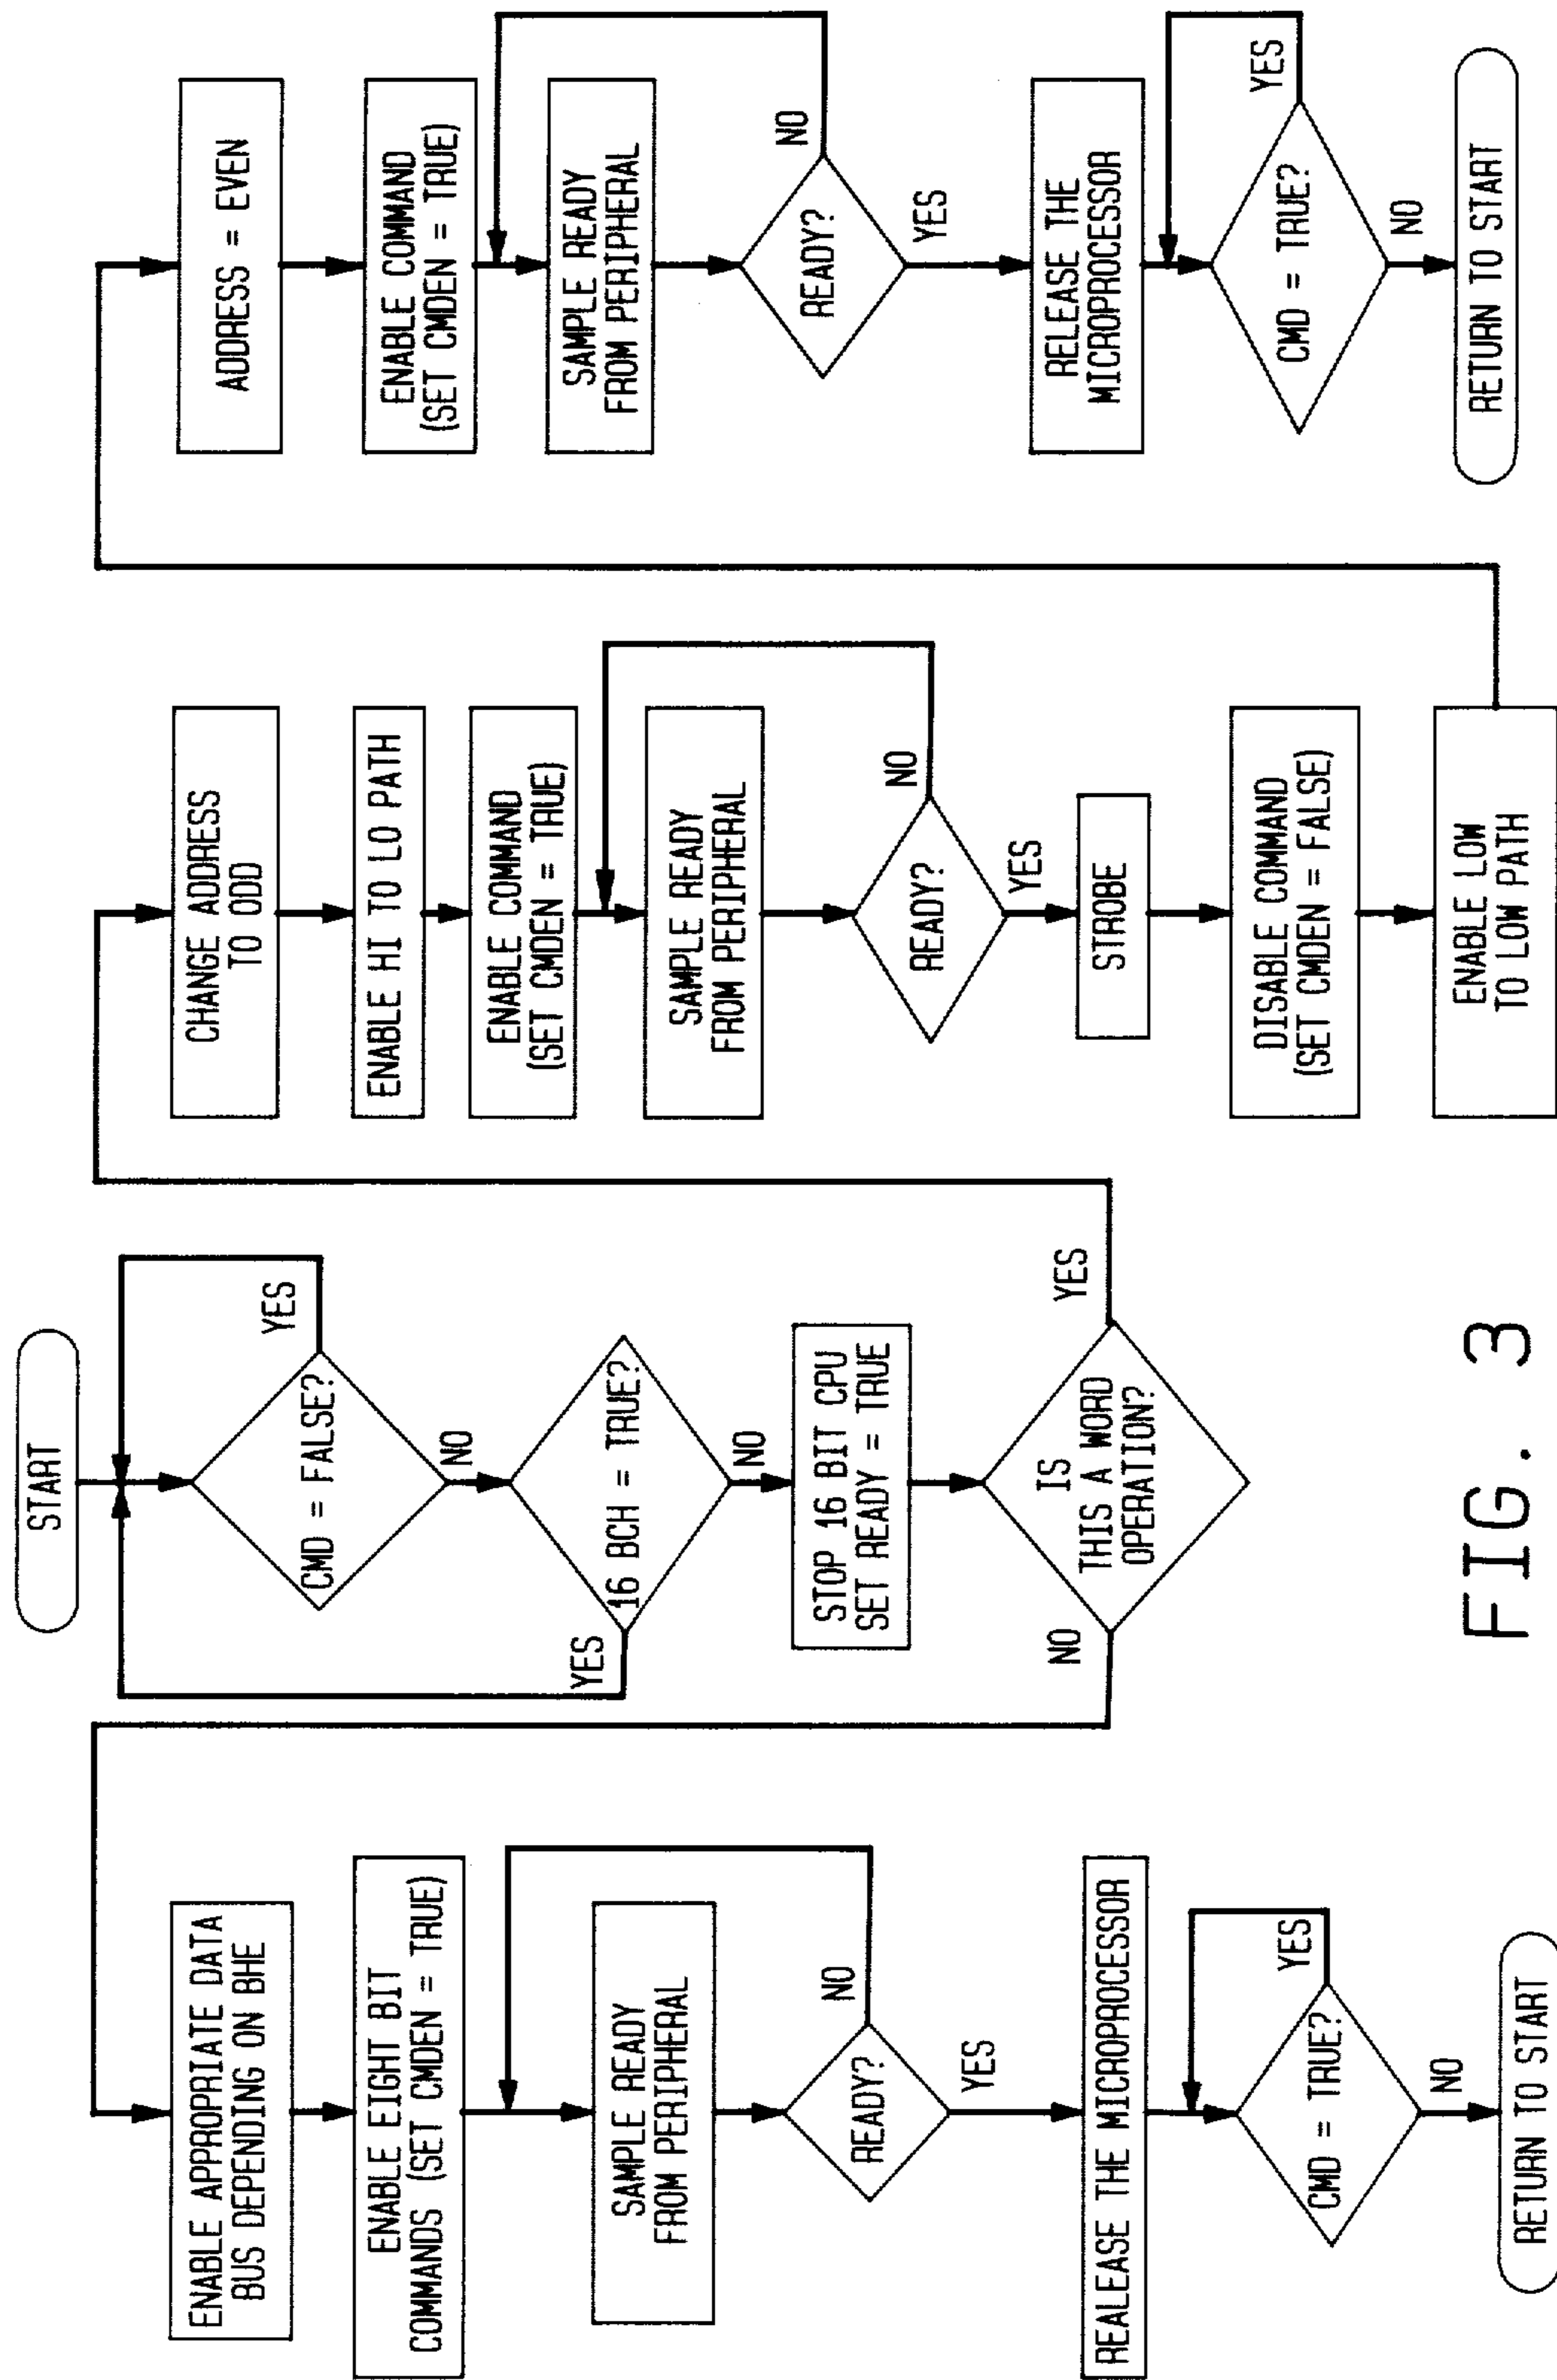 START
CMD = FALSE?
YES
NO
16 BCH = TRUE?
YES
NO
STOP 16 BIT CPU
SET READY = TRUE
IS
THIS A WORD
OPERATION?
NO
YES
ENABLE APPROPRIATE DATA
BUS DEPENDING ON BHE
ENABLE EIGHT BIT
COMMANDS (SET CMDEN = TRUE)
SAMPLE READY
FROM PERIPHERAL
READY?
NO
YES
REALEASE THE MICROPROCESSOR
CMD = TRUE?
YES
NO
RETURN TO START
CHANGE ADDRESS
TO ODD
ENABLE HI TO LO PATH
ENABLE COMMAND
(SET CMDEN = TRUE)
SAMPLE READY
FROM PERIPHERAL
READY?
NO
YES
STROBE
DISABLE COMMAND
(SET CMDEN = FALSE)
ENABLE LOW
TO LOW PATH
ADDRESS = EVEN
ENABLE COMMAND
(SET CMDEN = TRUE)
SAMPLE READY
FROM PERIPHERAL
READY?
NO
YES
RELEASE THE
MICROPROCESSOR
CMD = TRUE?
YES
NO
RETURN TO START
FIG. 3